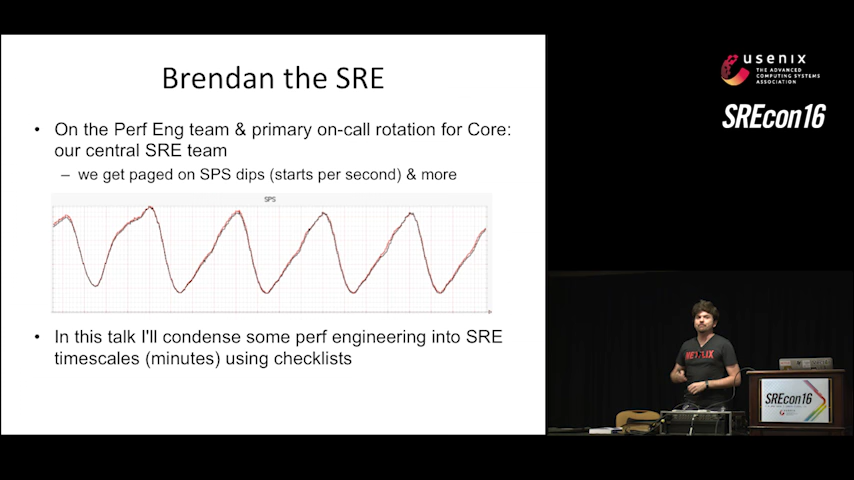 Brendan the SRE
• On the Perf Eng team & primary on-call rotation for Core:
our central SRE team
– we get paged on SPS dips (starts per second) & more
SPS
• In this talk I'll condense some perf engineering into SRE
timescales (minutes) using checklists
usenix
THE ADVANCED
COMPUTING SYSTEMS
ASSOCIATION
SREcon16
NETFLIX
SREcon16
usenix